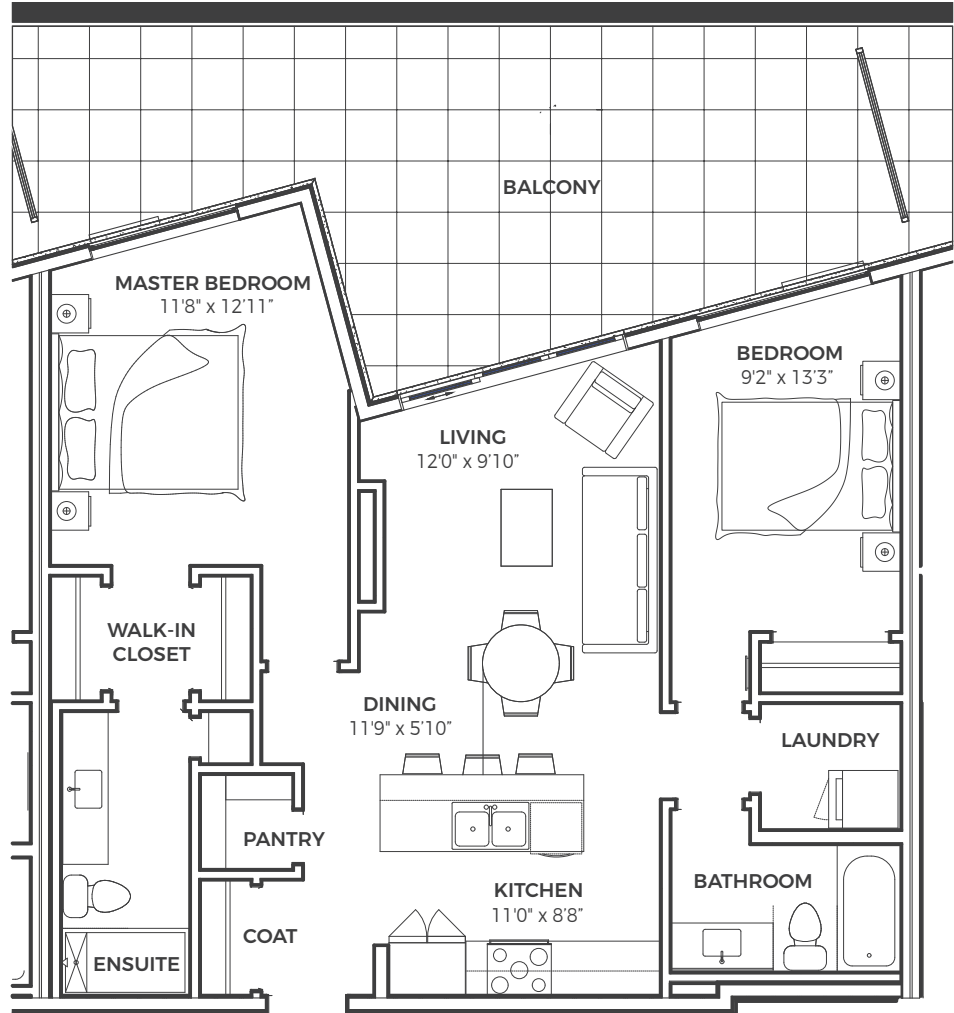 BALCONY
MASTER BEDROOM
11'8" x 12’11”
BEDROOM
9'2" x 13’3”
LIVING
12'0" x 9’10”
WALK-IN
CLOSET
DINING
11'9" x 5’10”
LAUNDRY
PANTRY
KITCHEN
11'0" x 8’8”
BATHROOM
COAT
ENSUITE